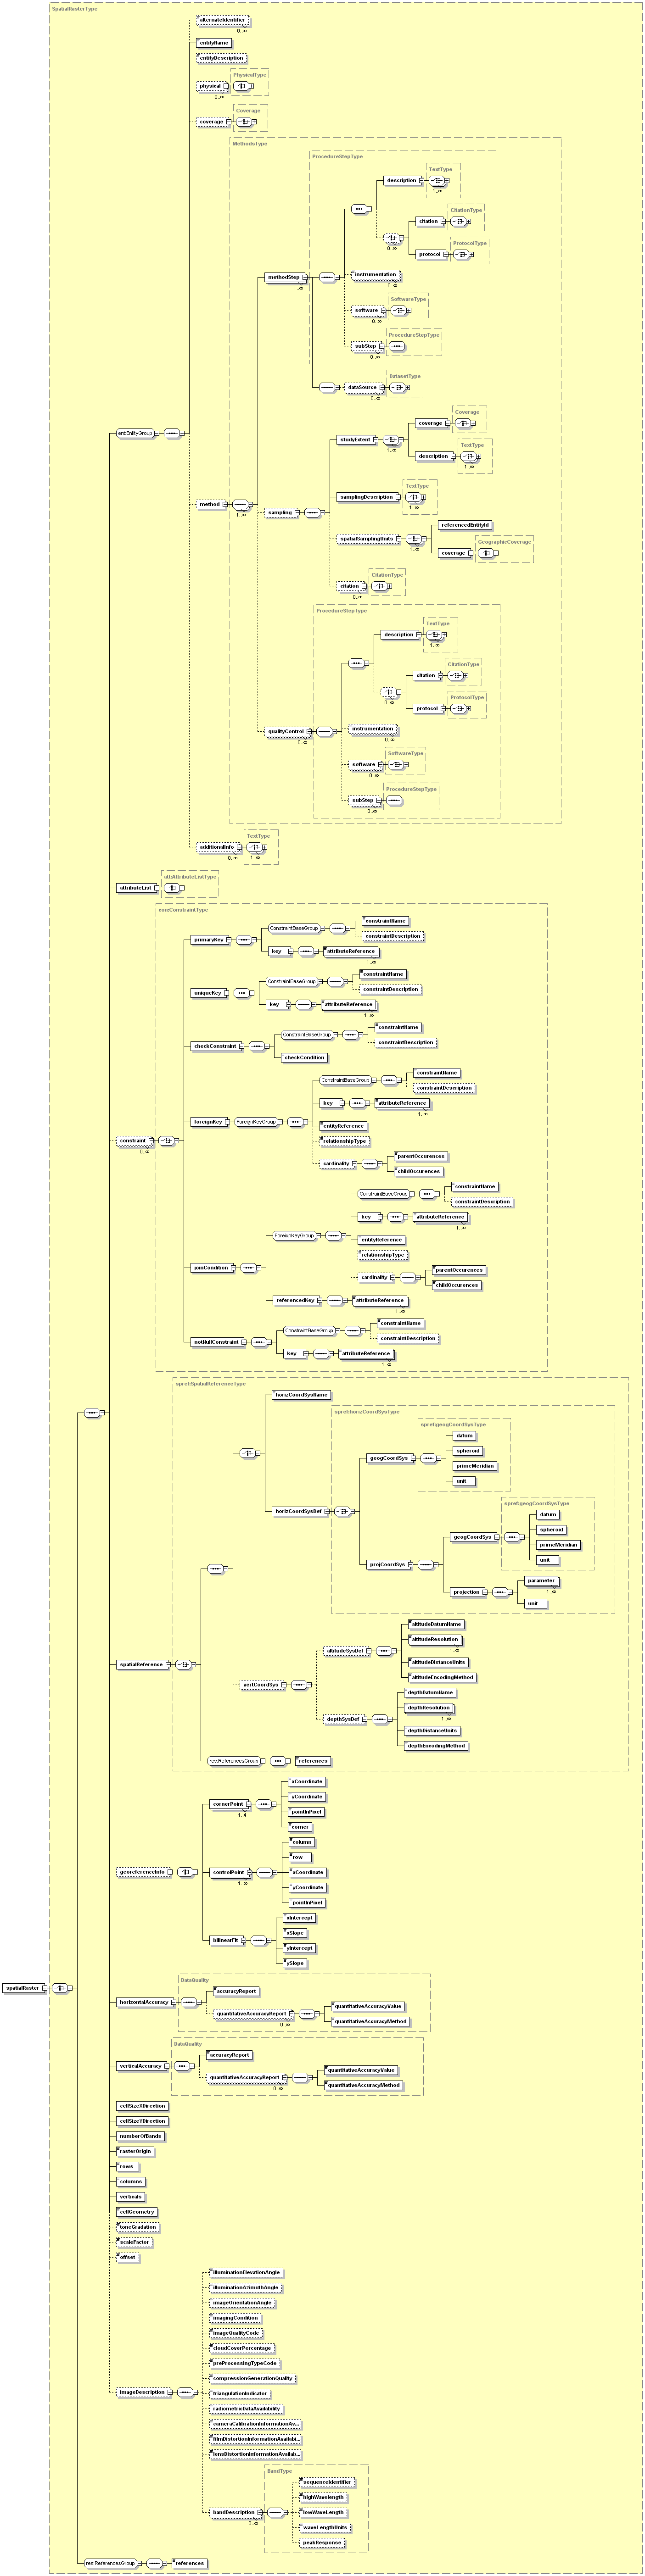 SpatialRasterType
alternateIdentifier
0..∞
entityName
entityDescription
PhysicalType
physical
0..∞
Coverage
coverage
MethodsType
ProcedureStepType
TextType
description
1..∞
CitationType
citation
0..∞
ProtocolType
protocol
methodStep
1..∞
instrumentation
0..∞
SoftwareType
software
0..∞
ProcedureStepType
subStep
0..∞
DatasetType
dataSource
0..∞
ent:EntityGroup
method
1..∞
Coverage
coverage
studyExtent
1..∞
TextType
description
1..∞
TextType
samplingDescription
1..∞
sampling
referencedEntityId
spatialSamplingUnits
1..∞
GeographicCoverage
coverage
CitationType
citation
0..∞
ProcedureStepType
TextType
description
1..∞
CitationType
citation
0..∞
ProtocolType
protocol
qualityControl
0..∞
instrumentation
0..∞
SoftwareType
software
0..∞
ProcedureStepType
subStep
0..∞
TextType
additionalInfo
0..∞
1..∞
att:AttributeListType
attributeList
con:ConstraintType
constraint
0..∞
primaryKey
ConstraintBaseGroup
constraintName
constraintDescription
key
attributeReference
1..∞
uniqueKey
ConstraintBaseGroup
constraintName
constraintDescription
key
attributeReference
1..∞
checkConstraint
ConstraintBaseGroup
constraintName
constraintDescription
checkCondition
foreignKey
ForeignKeyGroup
ConstraintBaseGroup
constraintName
constraintDescription
key
attributeReference
1..∞
entityReference
relationshipType
cardinality
parentOccurences
childOccurences
joinCondition
ForeignKeyGroup
ConstraintBaseGroup
constraintName
constraintDescription
key
attributeReference
1..∞
entityReference
relationshipType
cardinality
parentOccurences
childOccurences
referencedKey
attributeReference
1..∞
notNullConstraint
ConstraintBaseGroup
constraintName
constraintDescription
key
attributeReference
1..∞
spref:SpatialReferenceType
spatialReference
horizCoordSysName
spref:horizCoordSysType
horizCoordSysDef
spref:geogCoordSysType
geogCoordSys
datum
spheroid
primeMeridian
unit
projCoordSys
spref:geogCoordSysType
geogCoordSys
datum
spheroid
primeMeridian
unit
projection
parameter
1..∞
unit
vertCoordSys
altitudeSysDef
altitudeDatumName
altitudeResolution
1..∞
altitudeDistanceUnits
altitudeEncodingMethod
depthSysDef
depthDatumName
depthResolution
1..∞
depthDistanceUnits
depthEncodingMethod
res:ReferencesGroup
references
georeferenceInfo
cornerPoint
1..4
xCoordinate
yCoordinate
pointInPixel
corner
controlPoint
1..∞
column
row
xCoordinate
yCoordinate
pointInPixel
bilinearFit
xIntercept
xSlope
yIntercept
ySlope
spatialRaster
DataQuality
horizontalAccuracy
accuracyReport
quantitativeAccuracyReport
0..∞
quantitativeAccuracyValue
quantitativeAccuracyMethod
DataQuality
verticalAccuracy
accuracyReport
quantitativeAccuracyReport
0..∞
quantitativeAccuracyValue
quantitativeAccuracyMethod
cellSizeXDirection
cellSizeYDirection
numberOfBands
rasterOrigin
rows
columns
verticals
cellGeometry
toneGradation
scaleFactor
offset
imageDescription
illuminationElevationAngle
illuminationAzimuthAngle
imageOrientationAngle
imagingCondition
imageQualityCode
cloudCoverPercentage
preProcessingTypeCode
compressionGenerationQuality
triangulationIndicator
radiometricDataAvailability
cameraCalibrationInformationAv...
filmDistortionInformationAvailabi...
lensDistortionInformationAvailab...
BandType
bandDescription
0..∞
sequenceIdentifier
highWavelength
lowWaveLength
waveLengthUnits
peakResponse
res:ReferencesGroup
references